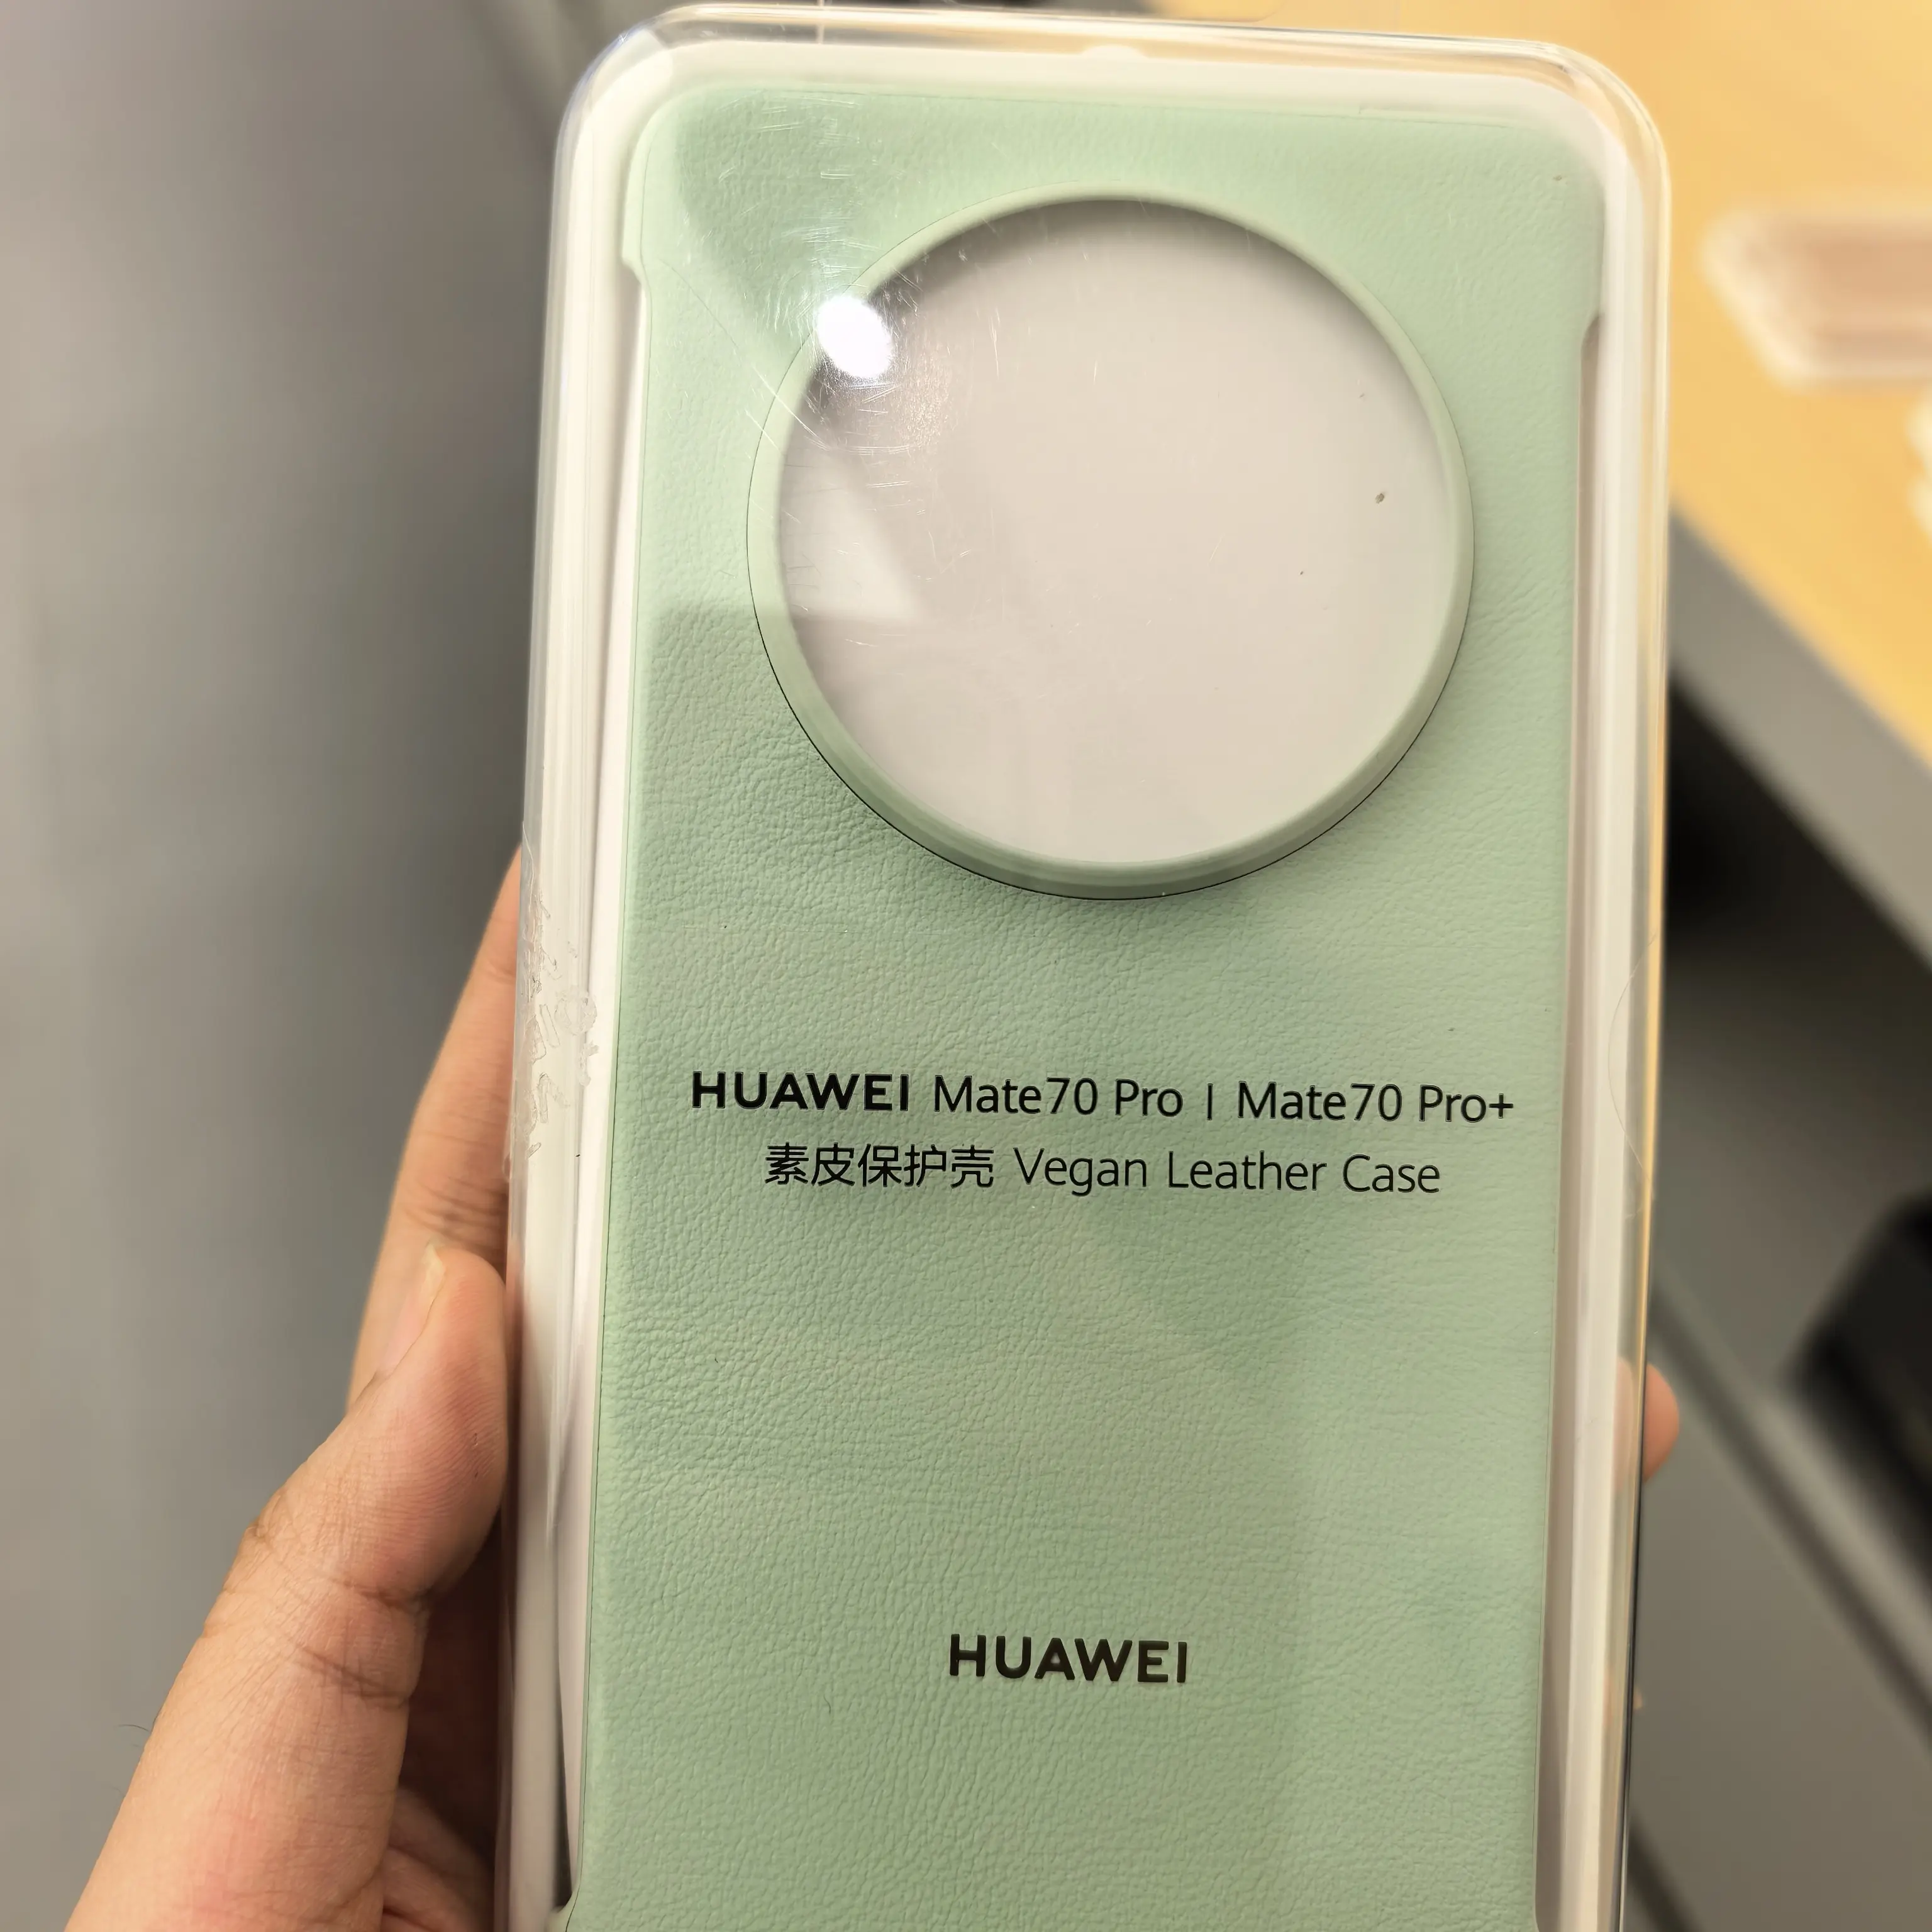 HUAWEI Mate70 Pro | Mate70 Pro+
素皮保护壳 Vegan Leather Case
HUAWEI